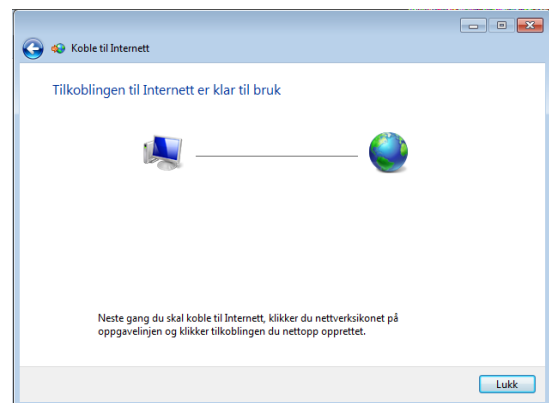 Koble til Internett
Tilkoblingen til Internett er klar til bruk
Neste gang du skal koble til Internett, klikker du nettverksikonet på
oppgavelinjen og klikker tilkoblingen du nettopp opprettet.
Lukk